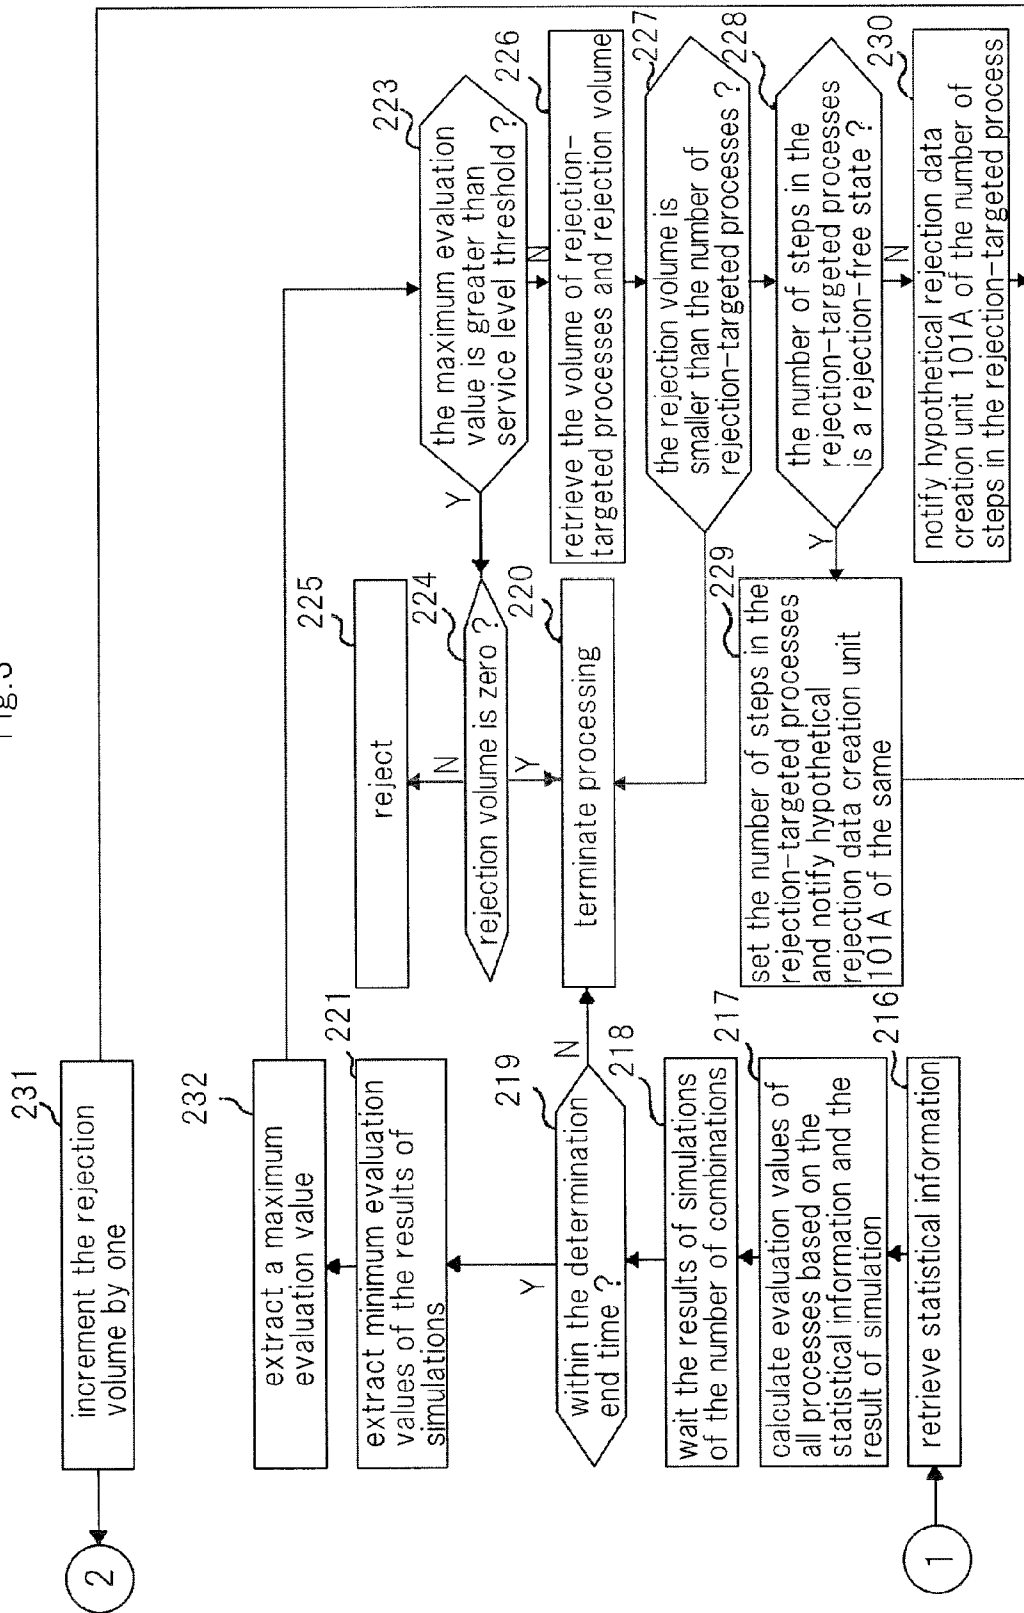 Fig.3
231
increment the rejection
volume by one
2
232
extract a maximum
evaluation value
221
extract minimum evaluation
values of the results of
simulations
219
within the determination
end time ?
Y
N
218
wait the results of simulations
of the number of combinations
217
calculate evaluation values of
all processes based on the
statistical information and the
result of simulation
216
retrieve statistical information
1
225
reject
224
rejection volume is zero ?
N
Y
220
terminate processing
229
set the number of steps in the
rejection-targeted processes
and notify hypothetical
rejection data creation unit
101A of the same
223
the maximum evaluation
value is greater than
service level threshold ?
Y
N
226
retrieve the volume of rejection-
targeted processes and rejection volume
227
the rejection volume is
smaller than the number of
rejection-targeted processes ?
228
the number of steps in the
rejection-targeted processes
is a rejection-free state ?
Y
N
230
notify hypothetical rejection data
creation unit 101A of the number of
steps in the rejection-targeted process